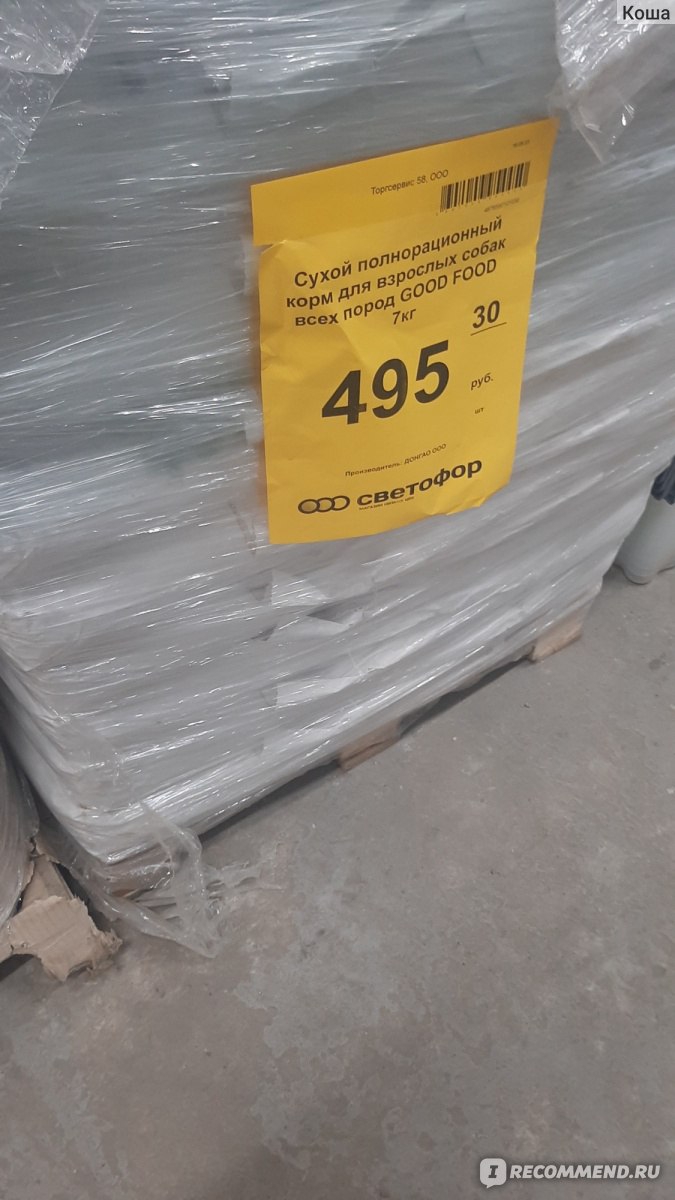 Коша
Торгсервис 58, ООО
Сухой полнорационный
корм для взрослых собак
всех пород GOOD FOOD
7кг
495 30
руб.
шт
Производитель: ДОНГАО ООО
светофор
I RECOMMEND.RU